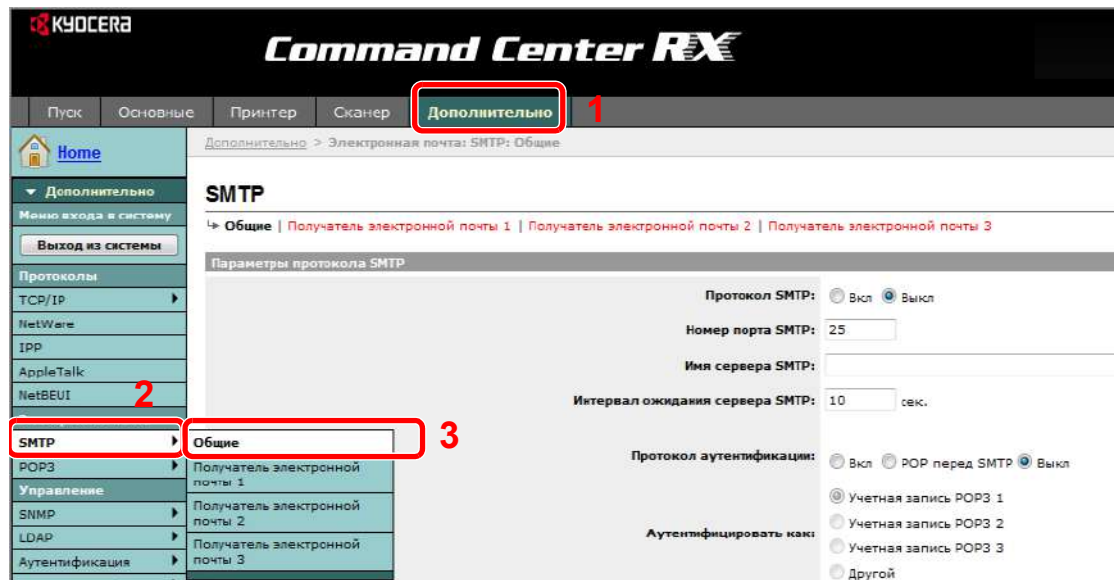 KYOCERA
Command Center RX
Пуск Основные Принтер Сканер Дополнительно 1
Home
Дополнительно > Электронная почта: SMTP: Общие
Дополнительно
SMTP
Меню входа в систему
Общие | Получатель электронной почты 1 | Получатель электронной почты 2 | Получатель электронной почты 3
Выход из системы
Параметры протокола SMTP
Протоколы
TCP/IP
Протокол SMTP: Вкл Выкл
NetWare
Номер порта SMTP: 25
IPP
Имя сервера SMTP:
AppleTalk
NetBEUI
2
Интервал ожидания сервера SMTP: 10 сек.
SMTP
Общие
3
POP3
Получатель электронной
почты 1
Протокол аутентификации: Вкл POP перед SMTP Выкл
Управление
SNMP
Получатель электронной
почты 2
LDAP
Получатель электронной
почты 3
Аутентификация
Аутентифицировать как:
Учетная запись POP3 1
Учетная запись POP3 2
Учетная запись POP3 3
Другой